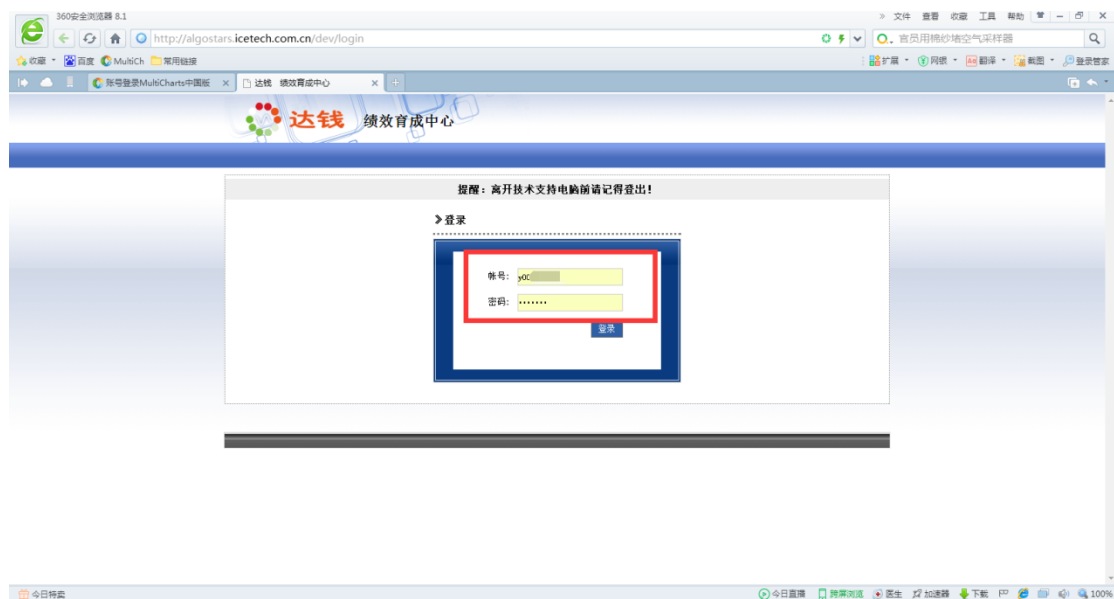 360安全浏览器 8.1
» 文件 查看 收藏 工具 帮助
http://algostars.icetech.com.cn/dev/login
官员用棉纱堵空气采样器
收藏 百度 MultiCh 常用链接
扩展 网银 翻译 截图 登录管家
账号登录MultiCharts中国版
达钱 绩效育成中心
达钱 绩效育成中心
提醒：离开技术支持电脑前请记得登出！
登录
帐号: y00
密码: •••••••
登录
今日特卖
今日直播 跨屏浏览 医生 加速器 下载 100%